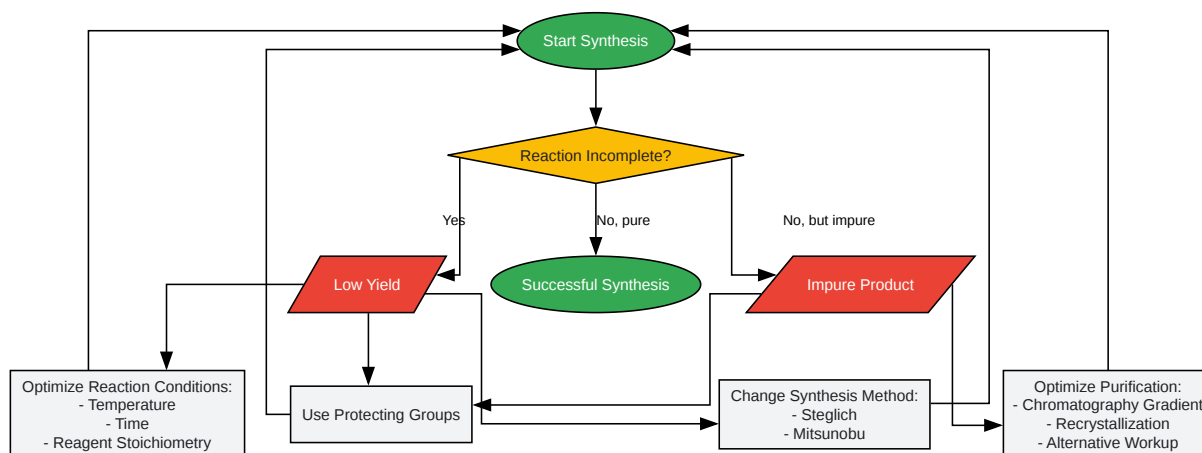 Start Synthesis
Reaction Incomplete?
Yes
No, pure
No, but impure
Low Yield
Successful Synthesis
Impure Product
Optimize Reaction Conditions:
- Temperature
- Time
- Reagent Stoichiometry
Use Protecting Groups
Change Synthesis Method:
- Steglich
- Mitsunobu
Optimize Purification:
- Chromatography Gradient
- Recrystallization
- Alternative Workup